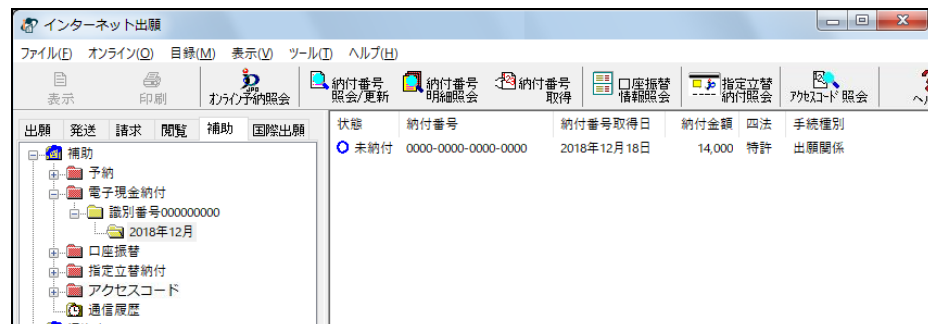 インターネット出願
ファイル(F) オンライン(O) 目録(M) 表示(V) ツール(T) ヘルプ(H)
表示
印刷
オンライン予納照会
納付番号
照会/更新
納付番号
明細照会
納付番号
取得
口座振替
情報照会
指定立替
納付照会
アクセスコード照会
出願 発送 請求 閲覧 補助 国際出願
状態 納付番号 納付番号取得日 納付金額 四法 手続種別
未納付 0000-0000-0000-0000 2018年12月18日 14,000 特許 出願関係
補助
予納
電子現金納付
識別番号000000000
2018年12月
口座振替
指定立替納付
アクセスコード
通信履歴